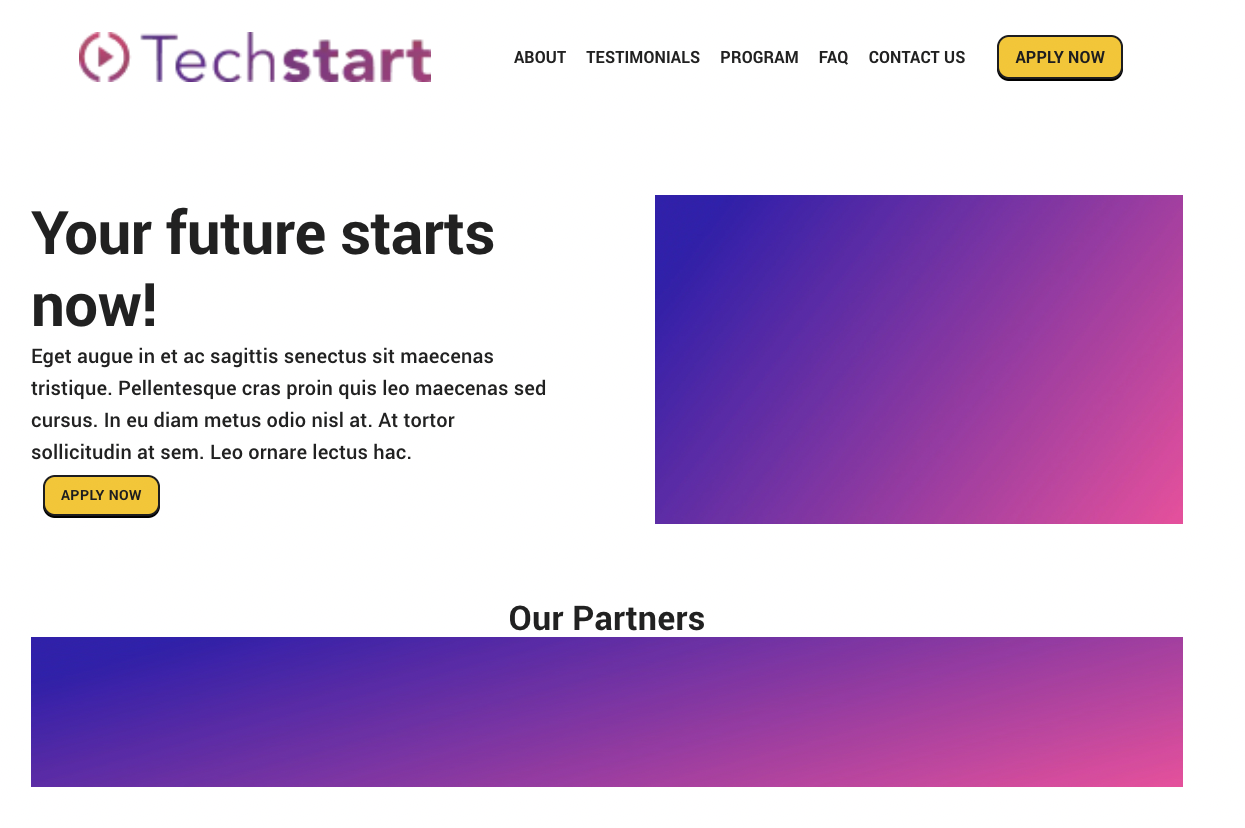 Techstart
ABOUT TESTIMONIALS PROGRAM FAQ CONTACT US APPLY NOW
Your future starts
now!
Eget augue in et ac sagittis senectus sit maecenas
tristique. Pellentesque cras proin quis leo maecenas sed
cursus. In eu diam metus odio nisl at. At tortor
sollicitudin at sem. Leo ornare lectus hac.
APPLY NOW
Our Partners